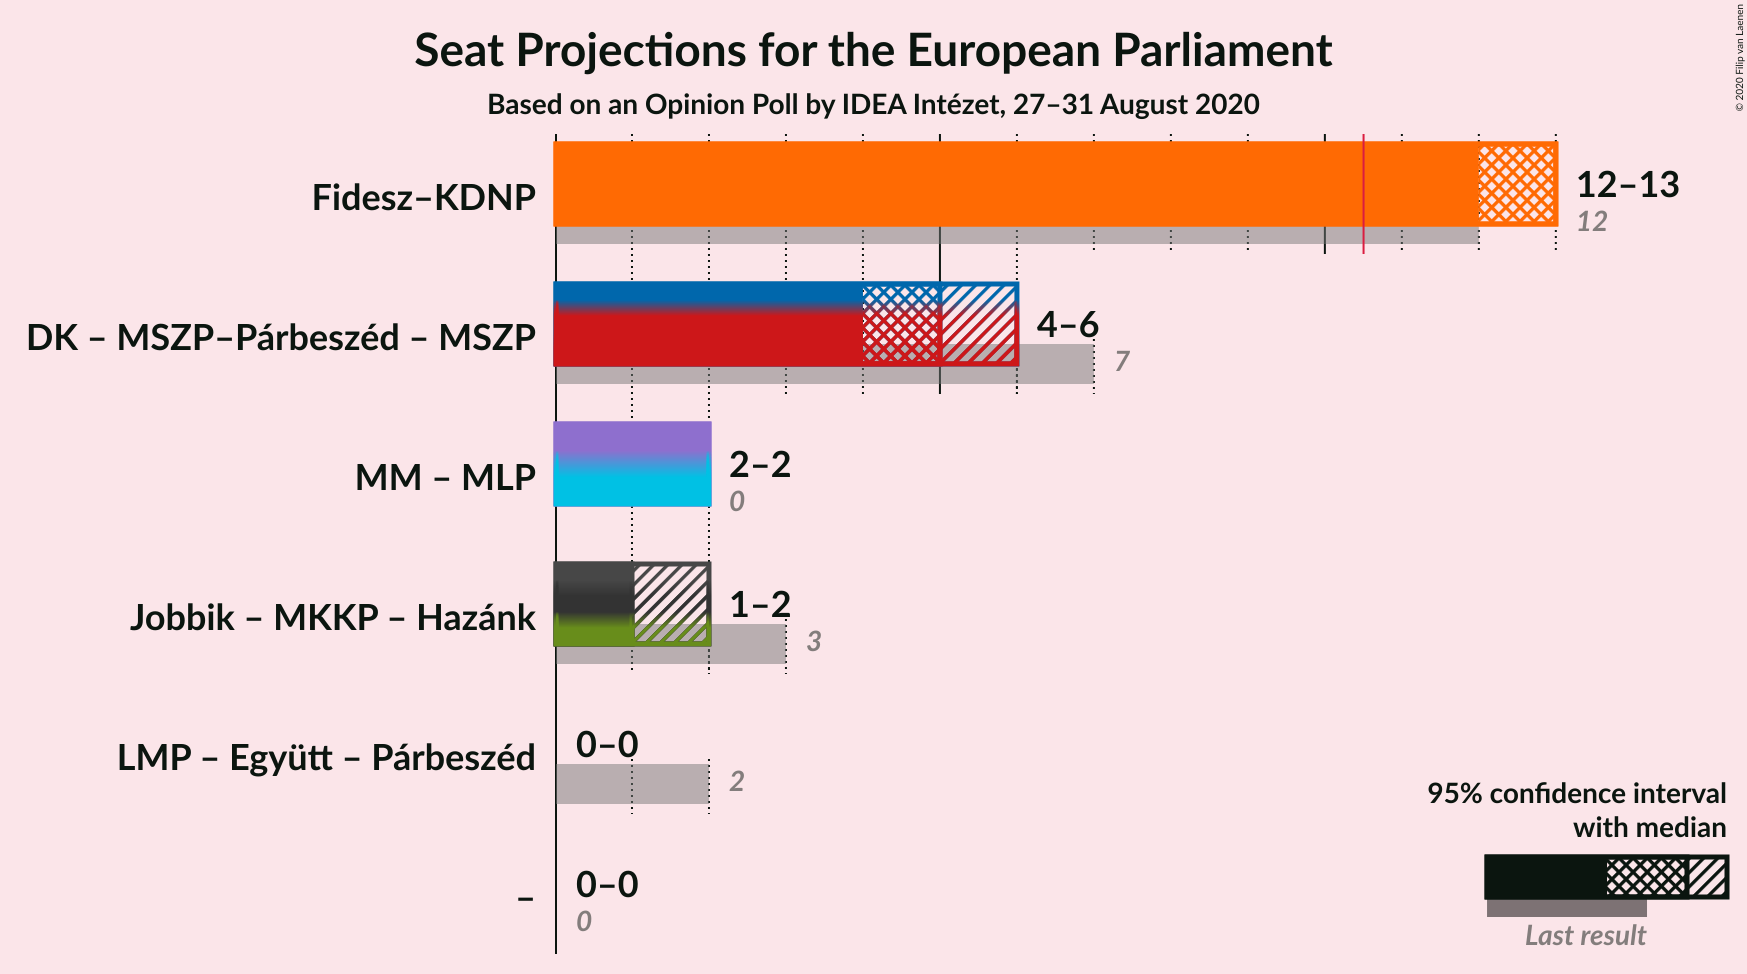 Seat Projections for the European Parliament
Based on an Opinion Poll by IDEA Intézet, 27–31 August 2020
© 2020 Filip van Laenen
Fidesz–KDNP
12–13
12
DK – MSZP–Párbeszéd – MSZP
4–6
7
MM – MLP
2–2
0
Jobbik – MKKP – Hazánk
1–2
3
LMP – Együtt – Párbeszéd
0–0
2
–
0–0
0
95% confidence interval
with median
Last result